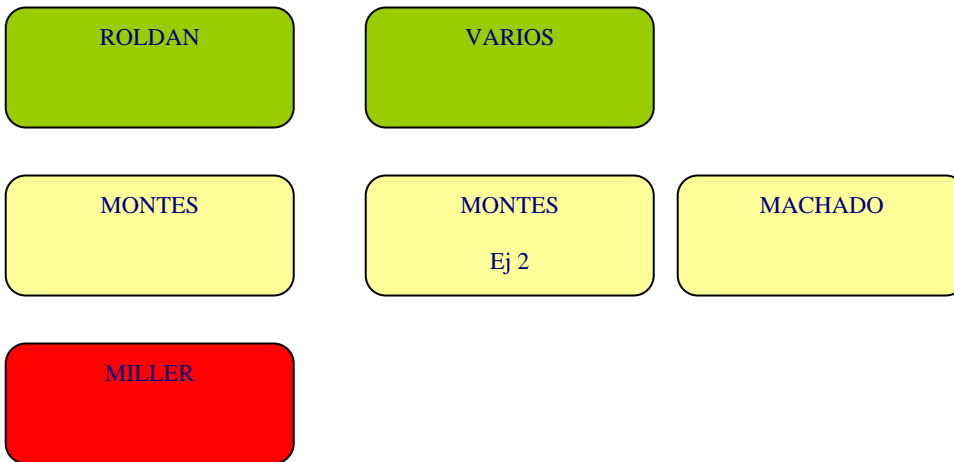 ROLDAN
VARIOS
MONTES
MONTES
Ej 2
MACHADO
MILLER